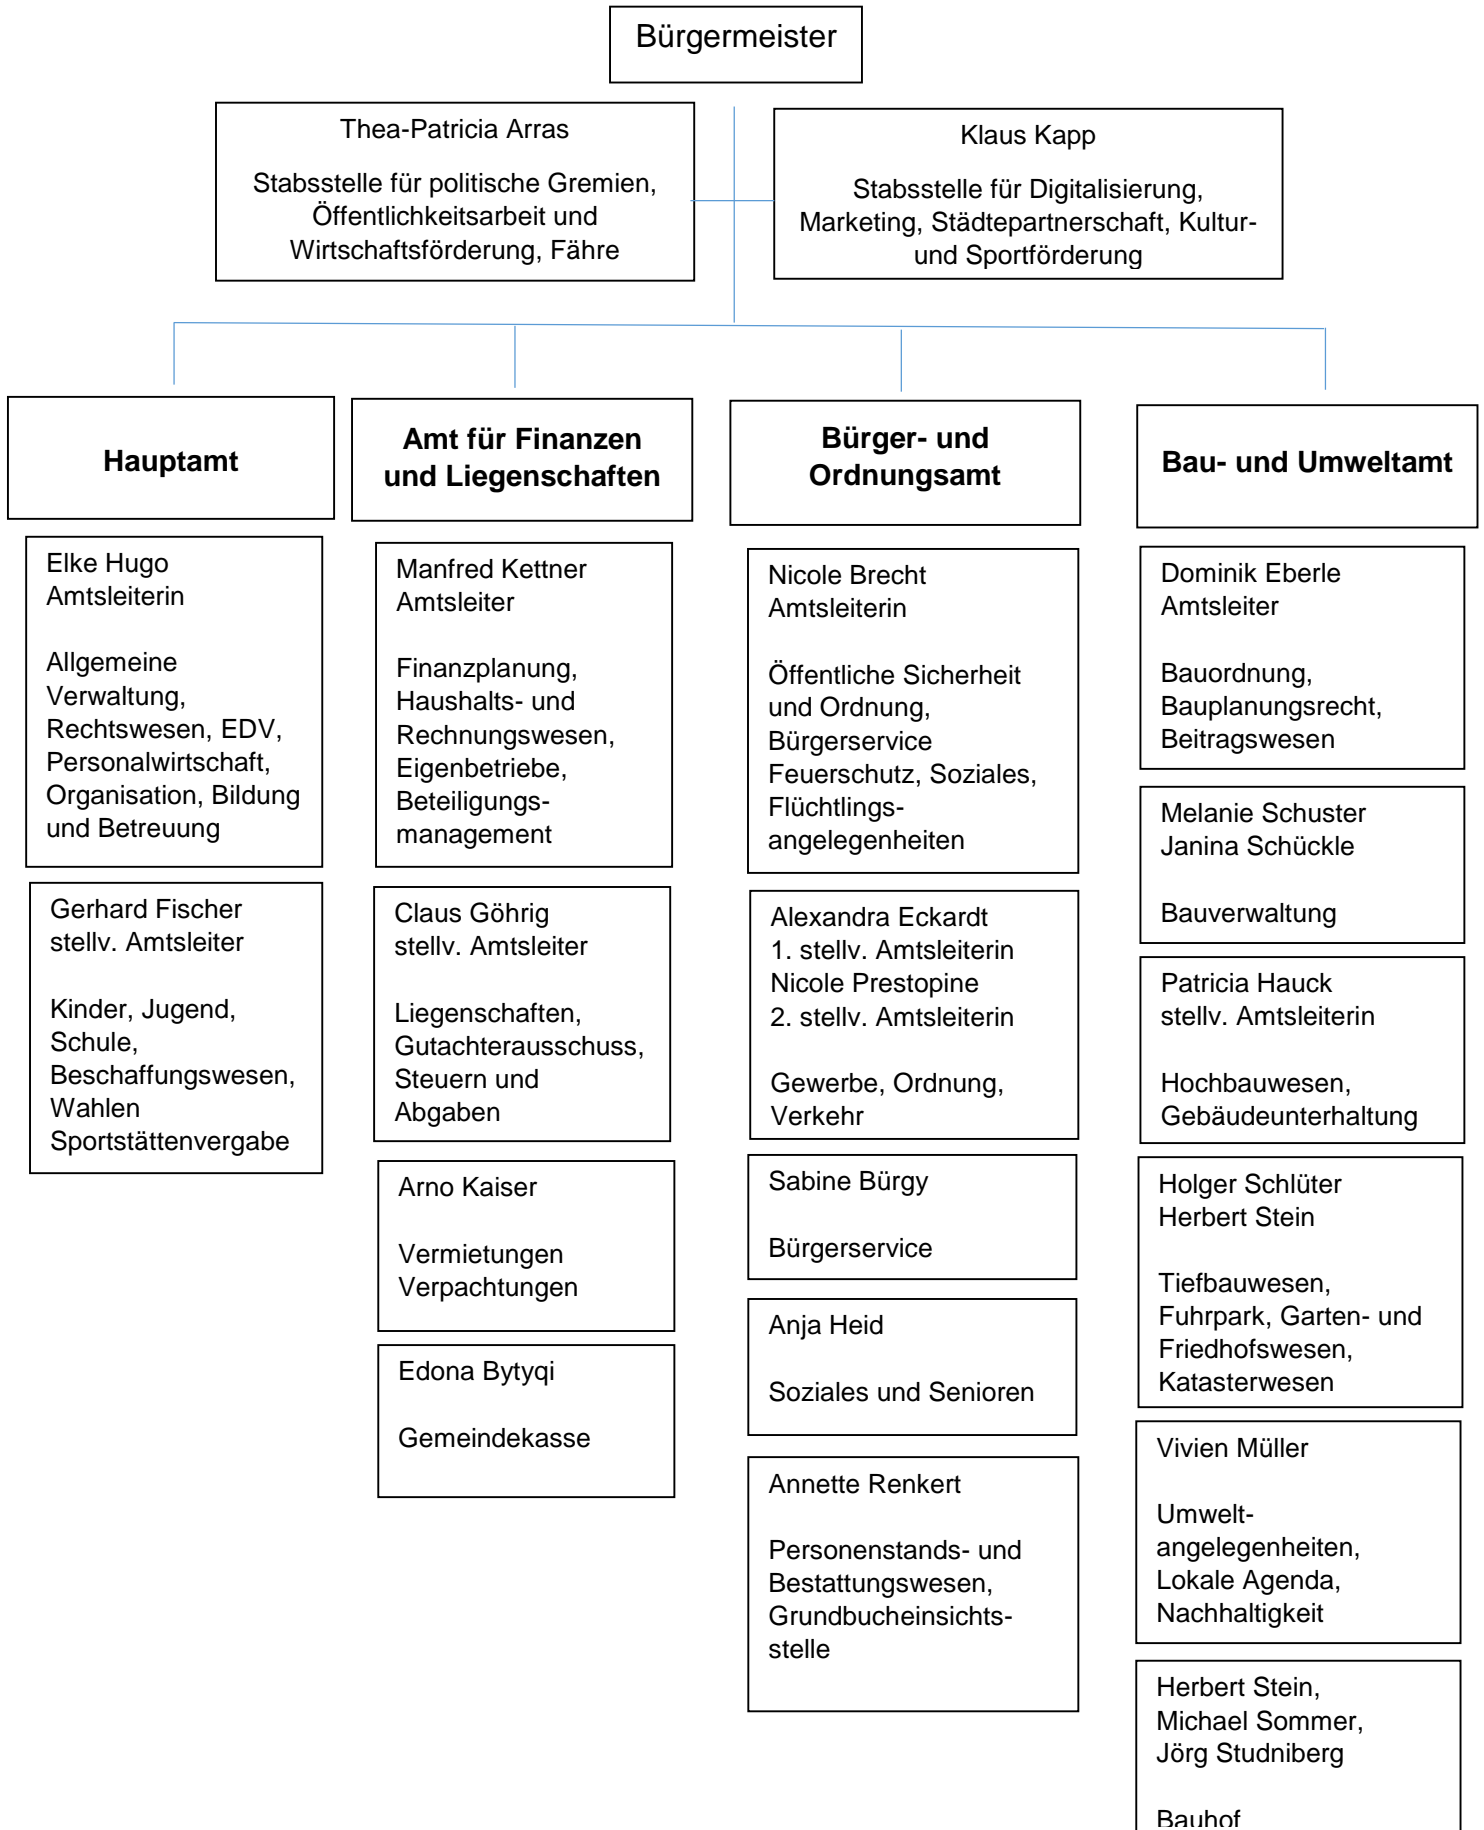 Bürgermeister
Thea-Patricia Arras
Stabsstelle für politische Gremien,
Öffentlichkeitsarbeit und
Wirtschaftsförderung, Fähre
Klaus Kapp
Stabsstelle für Digitalisierung,
Marketing, Städtepartnerschaft, Kultur-
und Sportförderung
Hauptamt
Elke Hugo
Amtsleiterin
Allgemeine
Verwaltung,
Rechtswesen, EDV,
Personalwirtschaft,
Organisation, Bildung
und Betreuung
Gerhard Fischer
stellv. Amtsleiter
Kinder, Jugend,
Schule,
Beschaffungswesen,
Wahlen
Sportstättenvergabe
Amt für Finanzen
und Liegenschaften
Manfred Kettner
Amtsleiter
Finanzplanung,
Haushalts- und
Rechnungswesen,
Eigenbetriebe,
Beteiligungs-
management
Claus Göhrig
stellv. Amtsleiter
Liegenschaften,
Gutachterausschuss,
Steuern und
Abgaben
Arno Kaiser
Vermietungen
Verpachtungen
Edona Bytyqi
Gemeindekasse
Bürger- und
Ordnungsamt
Nicole Brecht
Amtsleiterin
Öffentliche Sicherheit
und Ordnung,
Bürgerservice
Feuerschutz, Soziales,
Flüchtlings-
angelegenheiten
Alexandra Eckardt
1. stellv. Amtsleiterin
Nicole Prestopine
2. stellv. Amtsleiterin
Gewerbe, Ordnung,
Verkehr
Sabine Bürgy
Bürgerservice
Anja Heid
Soziales und Senioren
Annette Renkert
Personenstands- und
Bestattungswesen,
Grundbucheinsichts-
stelle
Bau- und Umweltamt
Dominik Eberle
Amtsleiter
Bauordnung,
Bauplanungsrecht,
Beitragswesen
Melanie Schuster
Janina Schückle
Bauverwaltung
Patricia Hauck
stellv. Amtsleiterin
Hochbauwesen,
Gebäudeunterhaltung
Holger Schlüter
Herbert Stein
Tiefbauwesen,
Fuhrpark, Garten- und
Friedhofswesen,
Katasterwesen
Vivien Müller
Umwelt-
angelegenheiten,
Lokale Agenda,
Nachhaltigkeit
Herbert Stein,
Michael Sommer,
Jörg Studniberg
Bauhof